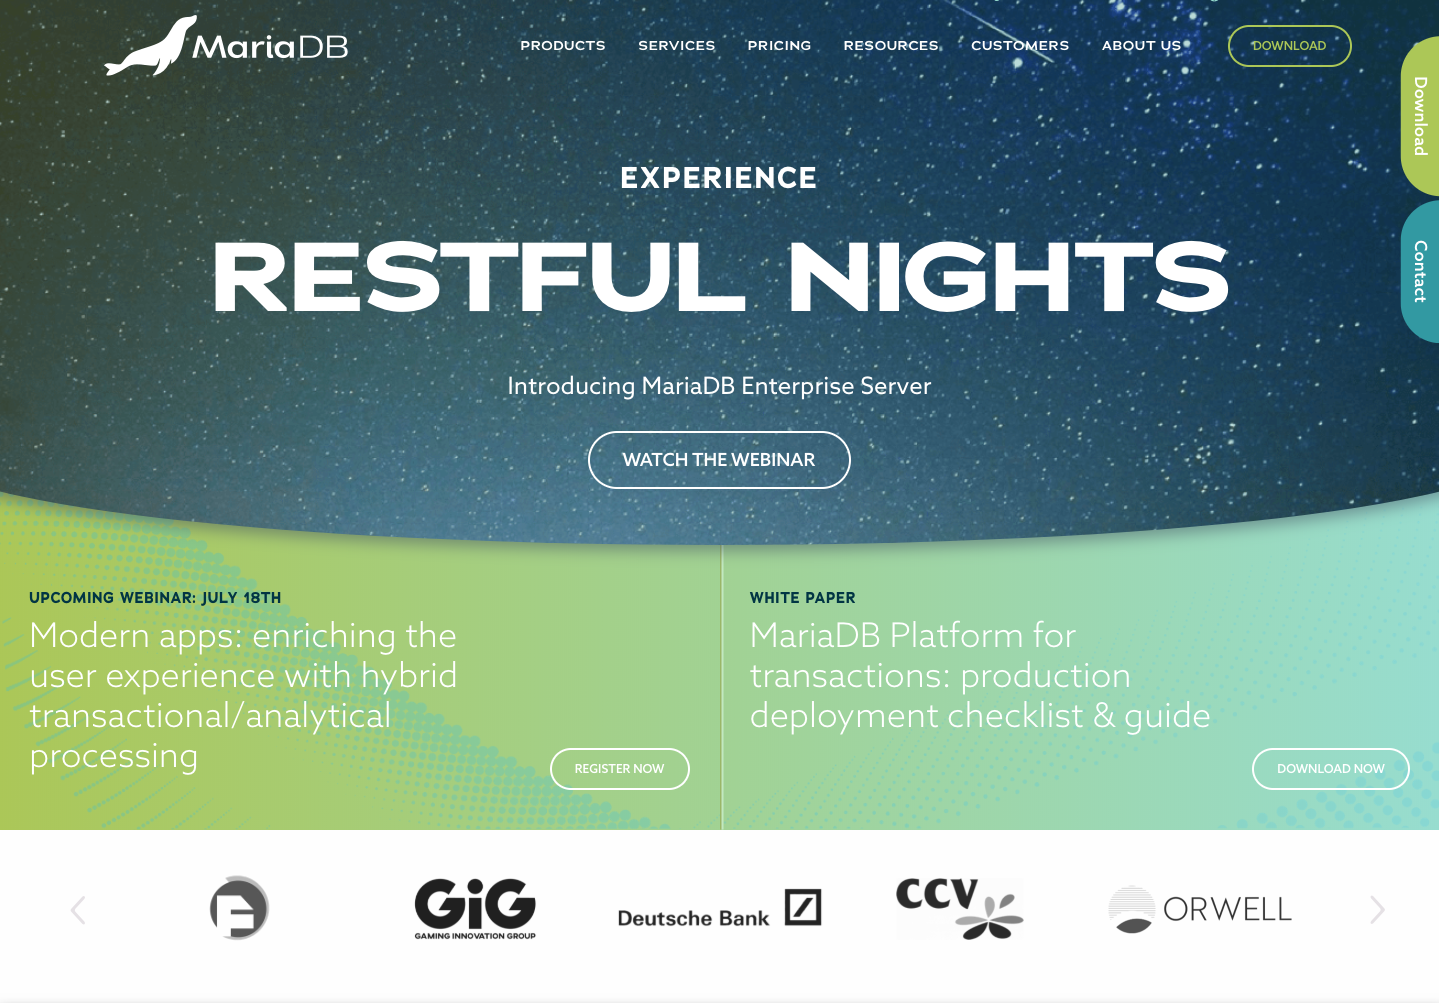 MariaDB
PRODUCTS SERVICES PRICING RESOURCES CUSTOMERS ABOUT US DOWNLOAD
Download
Contact
EXPERIENCE
RESTFUL NIGHTS
Introducing MariaDB Enterprise Server
WATCH THE WEBINAR
UPCOMING WEBINAR: JULY 18TH
Modern apps: enriching the
user experience with hybrid
transactional/analytical
processing
REGISTER NOW
WHITE PAPER
MariaDB Platform for
transactions: production
deployment checklist & guide
DOWNLOAD NOW
GiG
GAMING INNOVATION GROUP
Deutsche Bank
CCV
ORWELL